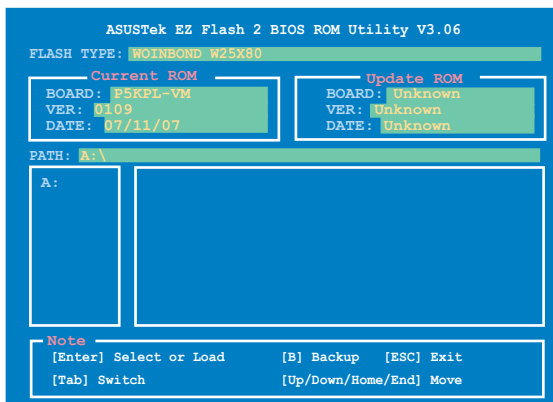 ASUSTek EZ Flash 2 BIOS ROM Utility V3.06
FLASH TYPE: WOINBOND W25X80
Current ROM
BOARD: P5KPL-VM
VER: 0109
DATE: 07/11/07
Update ROM
BOARD: Unknown
VER: Unknown
DATE: Unknown
PATH: A:\
A:
Note
[Enter] Select or Load [B] Backup [ESC] Exit
[Tab] Switch [Up/Down/Home/End] Move